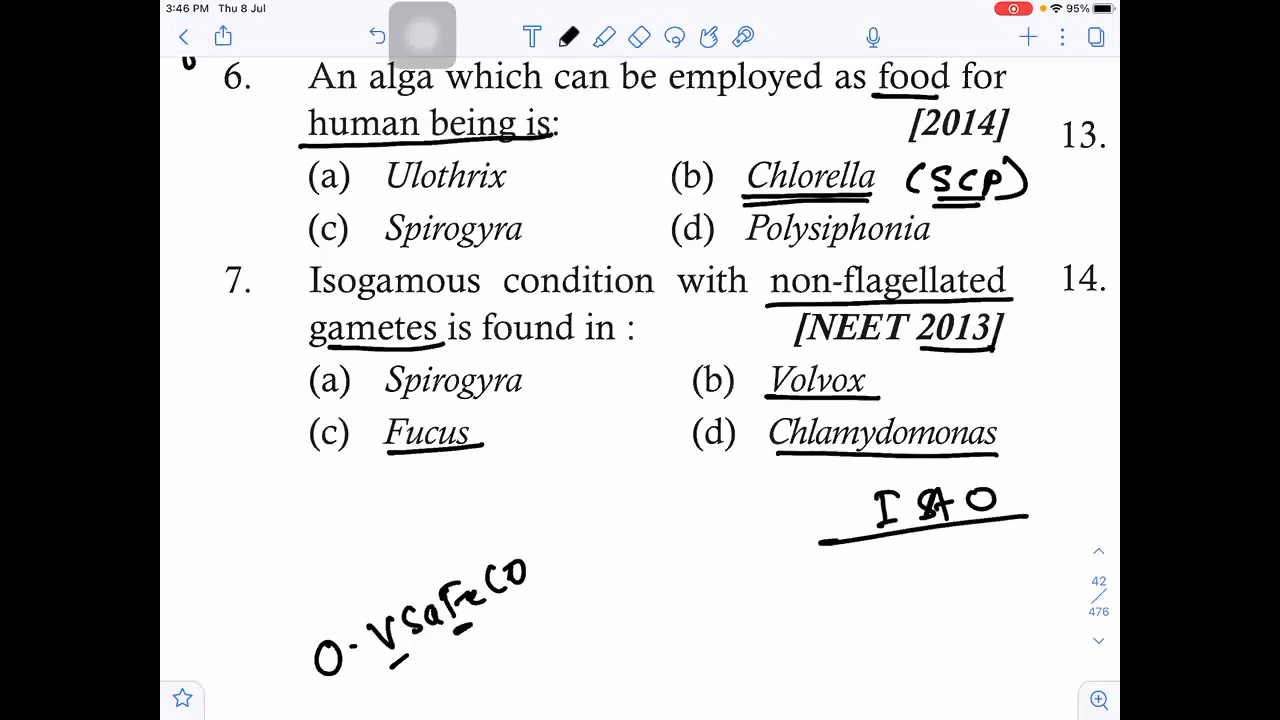 3:46 PM Thu 8 Jul 95%
T
6. An alga which can be employed as food for
human being is: [2014]
13.
(a) Ulothrix (b) Chlorella (SCP)
(c) Spirogyra (d) Polysiphonia
7. Isogamous condition with non-flagellated 14.
gametes is found in : [NEET 2013]
(a) Spirogyra (b) Volvox
(c) Fucus (d) Chlamydomonas
I A O
42
/
476
O - VSaFeCO